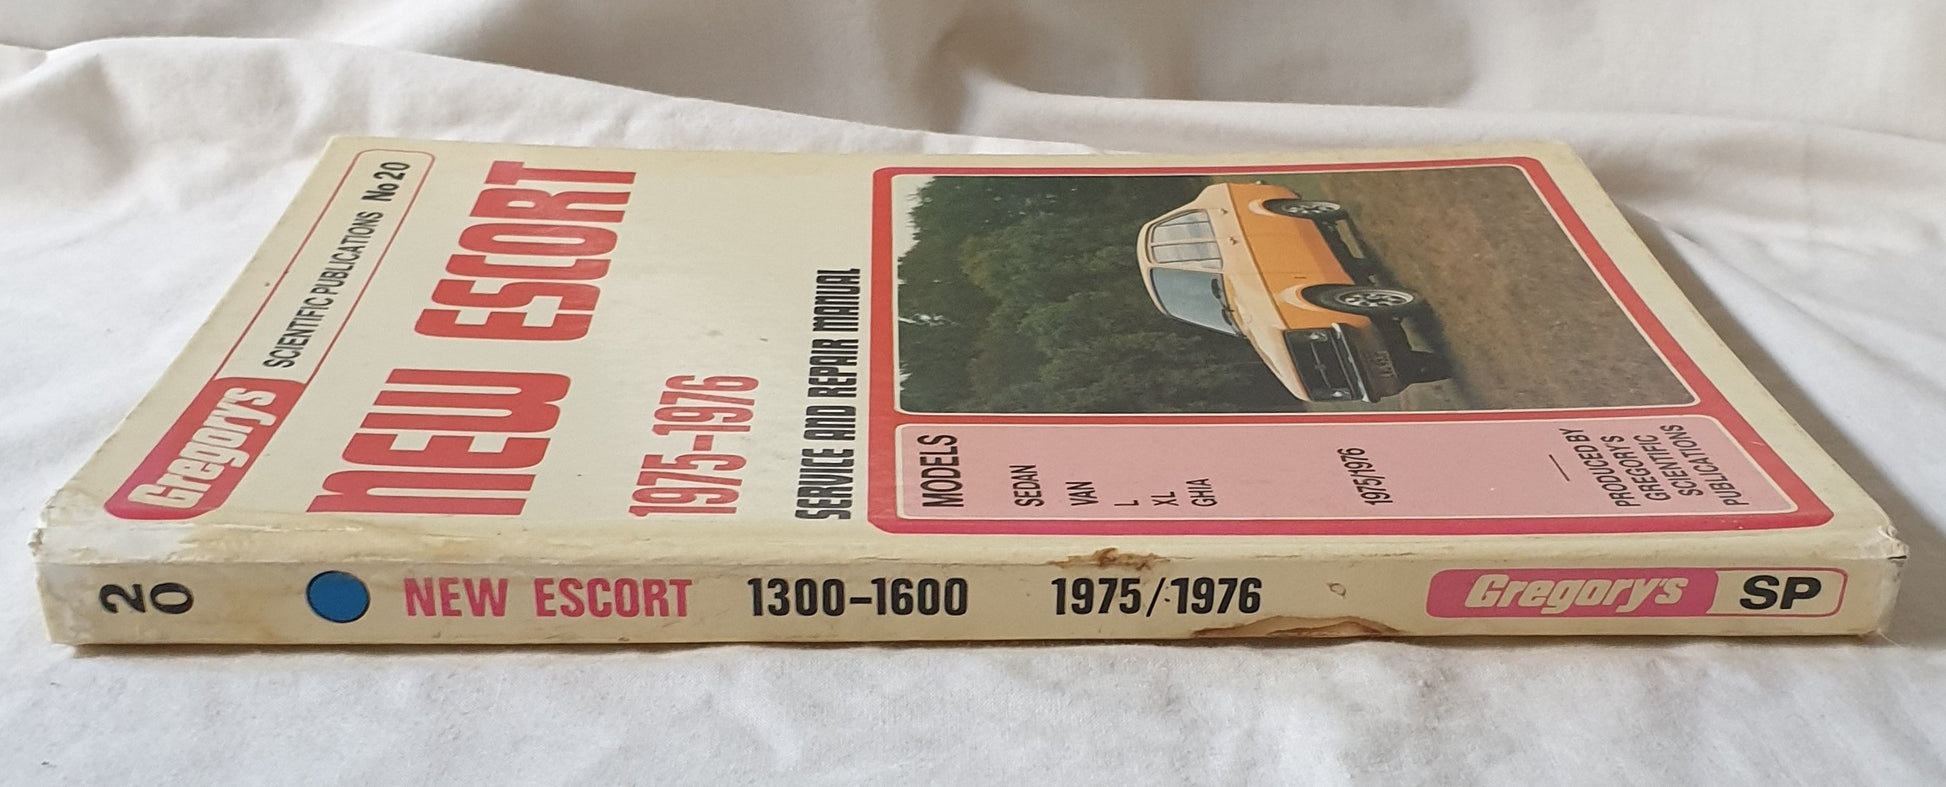 Gregory's
SCIENTIFIC PUBLICATIONS No 20
NEW ESCORT
1975-1976
SERVICE AND REPAIR MANUAL
MODELS
SEDAN
VAN
L
XL
GHIA
1975/1976
PRODUCED BY
GREGORY'S
SCIENTIFIC
PUBLICATIONS
20
NEW ESCORT 1300-1600 1975/1976 Gregory's SP